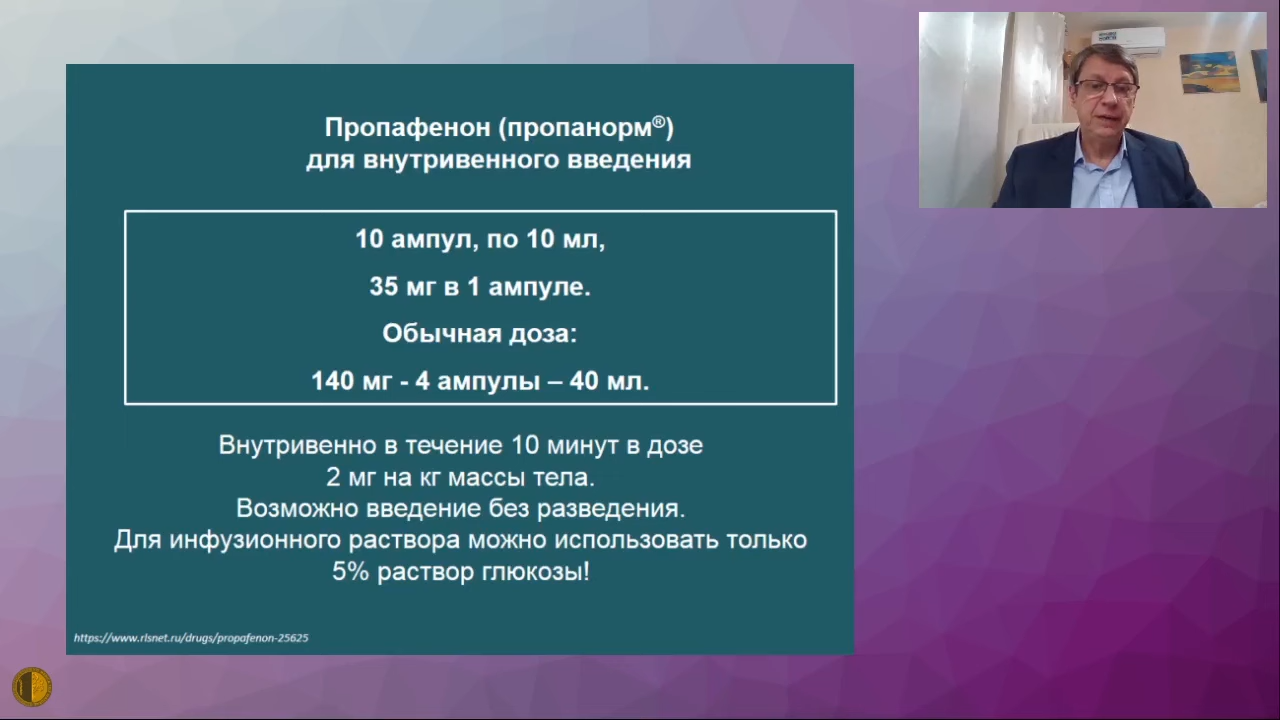 Пропафенон (пропанорм®)
для внутривенного введения
10 ампул, по 10 мл,
35 мг в 1 ампуле.
Обычная доза:
140 мг - 4 ампулы – 40 мл.
Внутривенно в течение 10 минут в дозе
2 мг на кг массы тела.
Возможно введение без разведения.
Для инфузионного раствора можно использовать только
5% раствор глюкозы!
https://www.rlsnet.ru/drugs/propafenon-25625